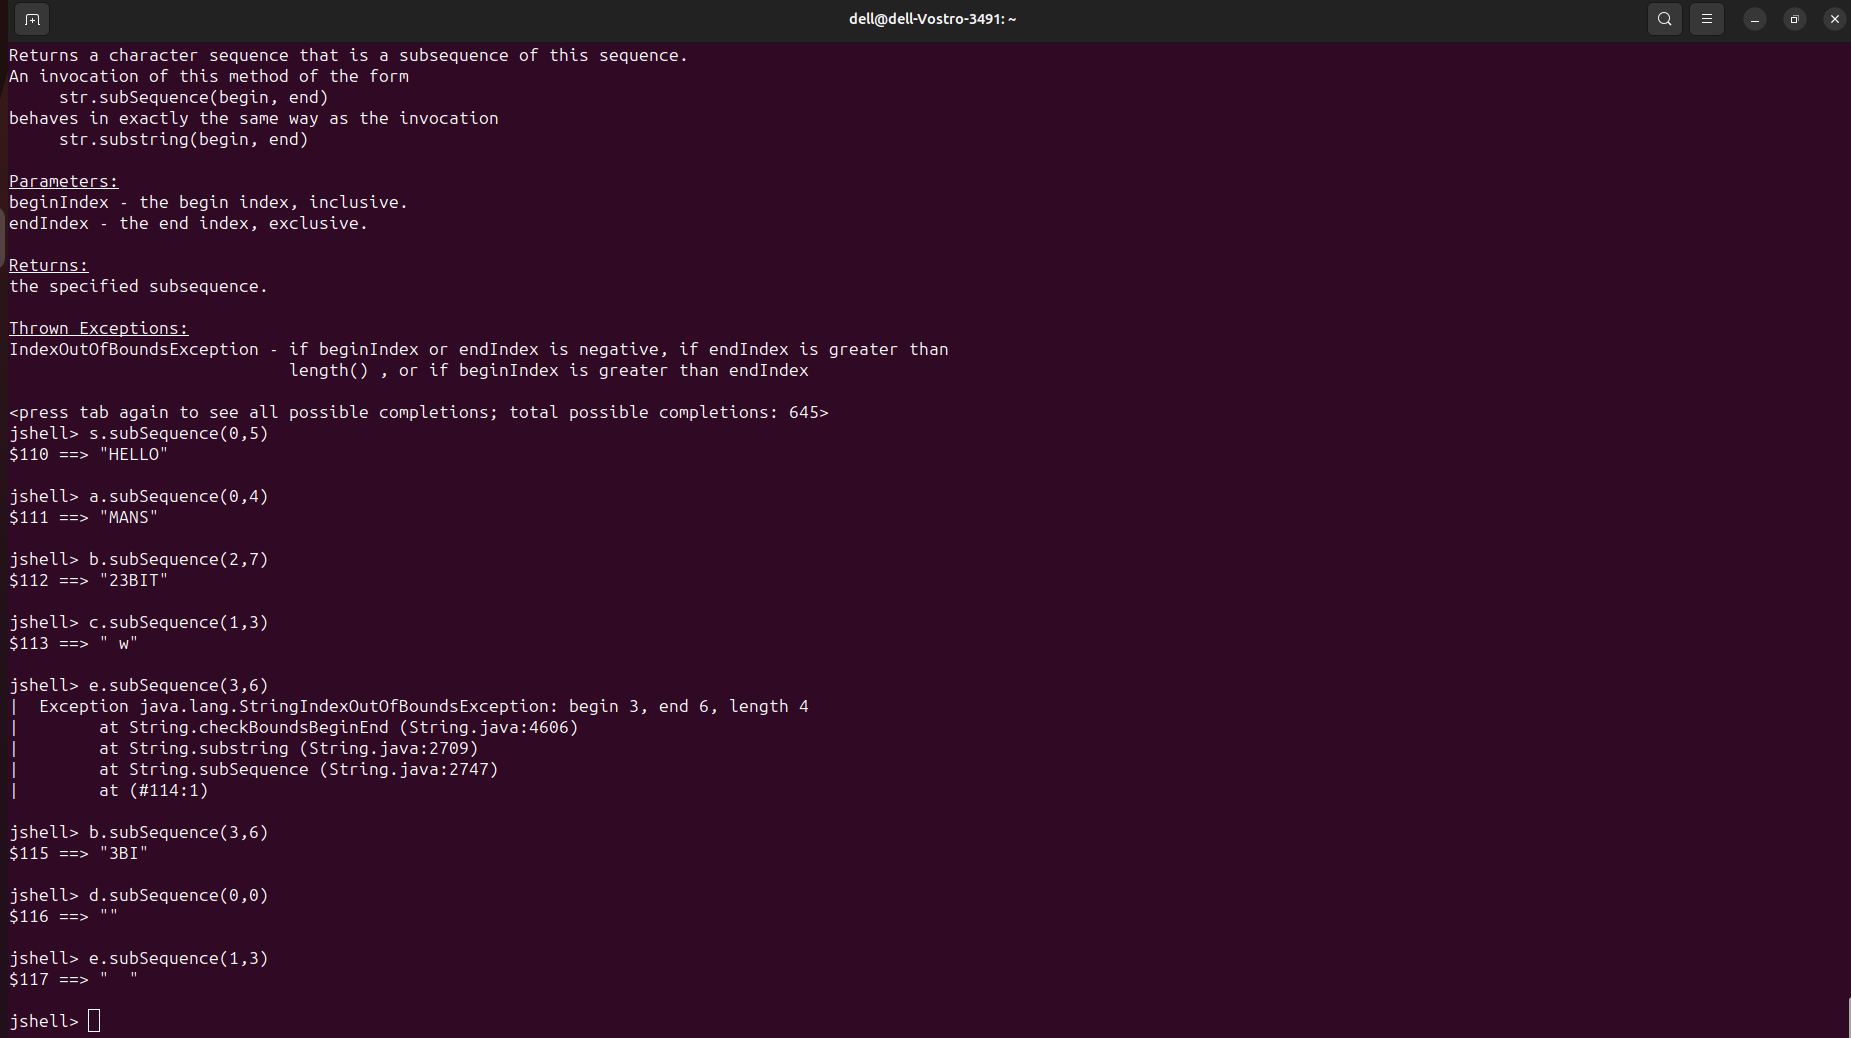 dell@dell-Vostro-3491: ~
Returns a character sequence that is a subsequence of this sequence.
An invocation of this method of the form
     str.subSequence(begin, end)
behaves in exactly the same way as the invocation
     str.substring(begin, end)

Parameters:
beginIndex - the begin index, inclusive.
endIndex - the end index, exclusive.

Returns:
the specified subsequence.

Thrown Exceptions:
IndexOutOfBoundsException - if beginIndex or endIndex is negative, if endIndex is greater than
                            length() , or if beginIndex is greater than endIndex

<press tab again to see all possible completions; total possible completions: 645>
jshell> s.subSequence(0,5)
$110 ==> "HELLO"

jshell> a.subSequence(0,4)
$111 ==> "MANS"

jshell> b.subSequence(2,7)
$112 ==> "23BIT"

jshell> c.subSequence(1,3)
$113 ==> " w"

jshell> e.subSequence(3,6)
|  Exception java.lang.StringIndexOutOfBoundsException: begin 3, end 6, length 4
|        at String.checkBoundsBeginEnd (String.java:4606)
|        at String.substring (String.java:2709)
|        at String.subSequence (String.java:2747)
|        at (#114:1)

jshell> b.subSequence(3,6)
$115 ==> "3BI"

jshell> d.subSequence(0,0)
$116 ==> ""

jshell> e.subSequence(1,3)
$117 ==> "  "

jshell>